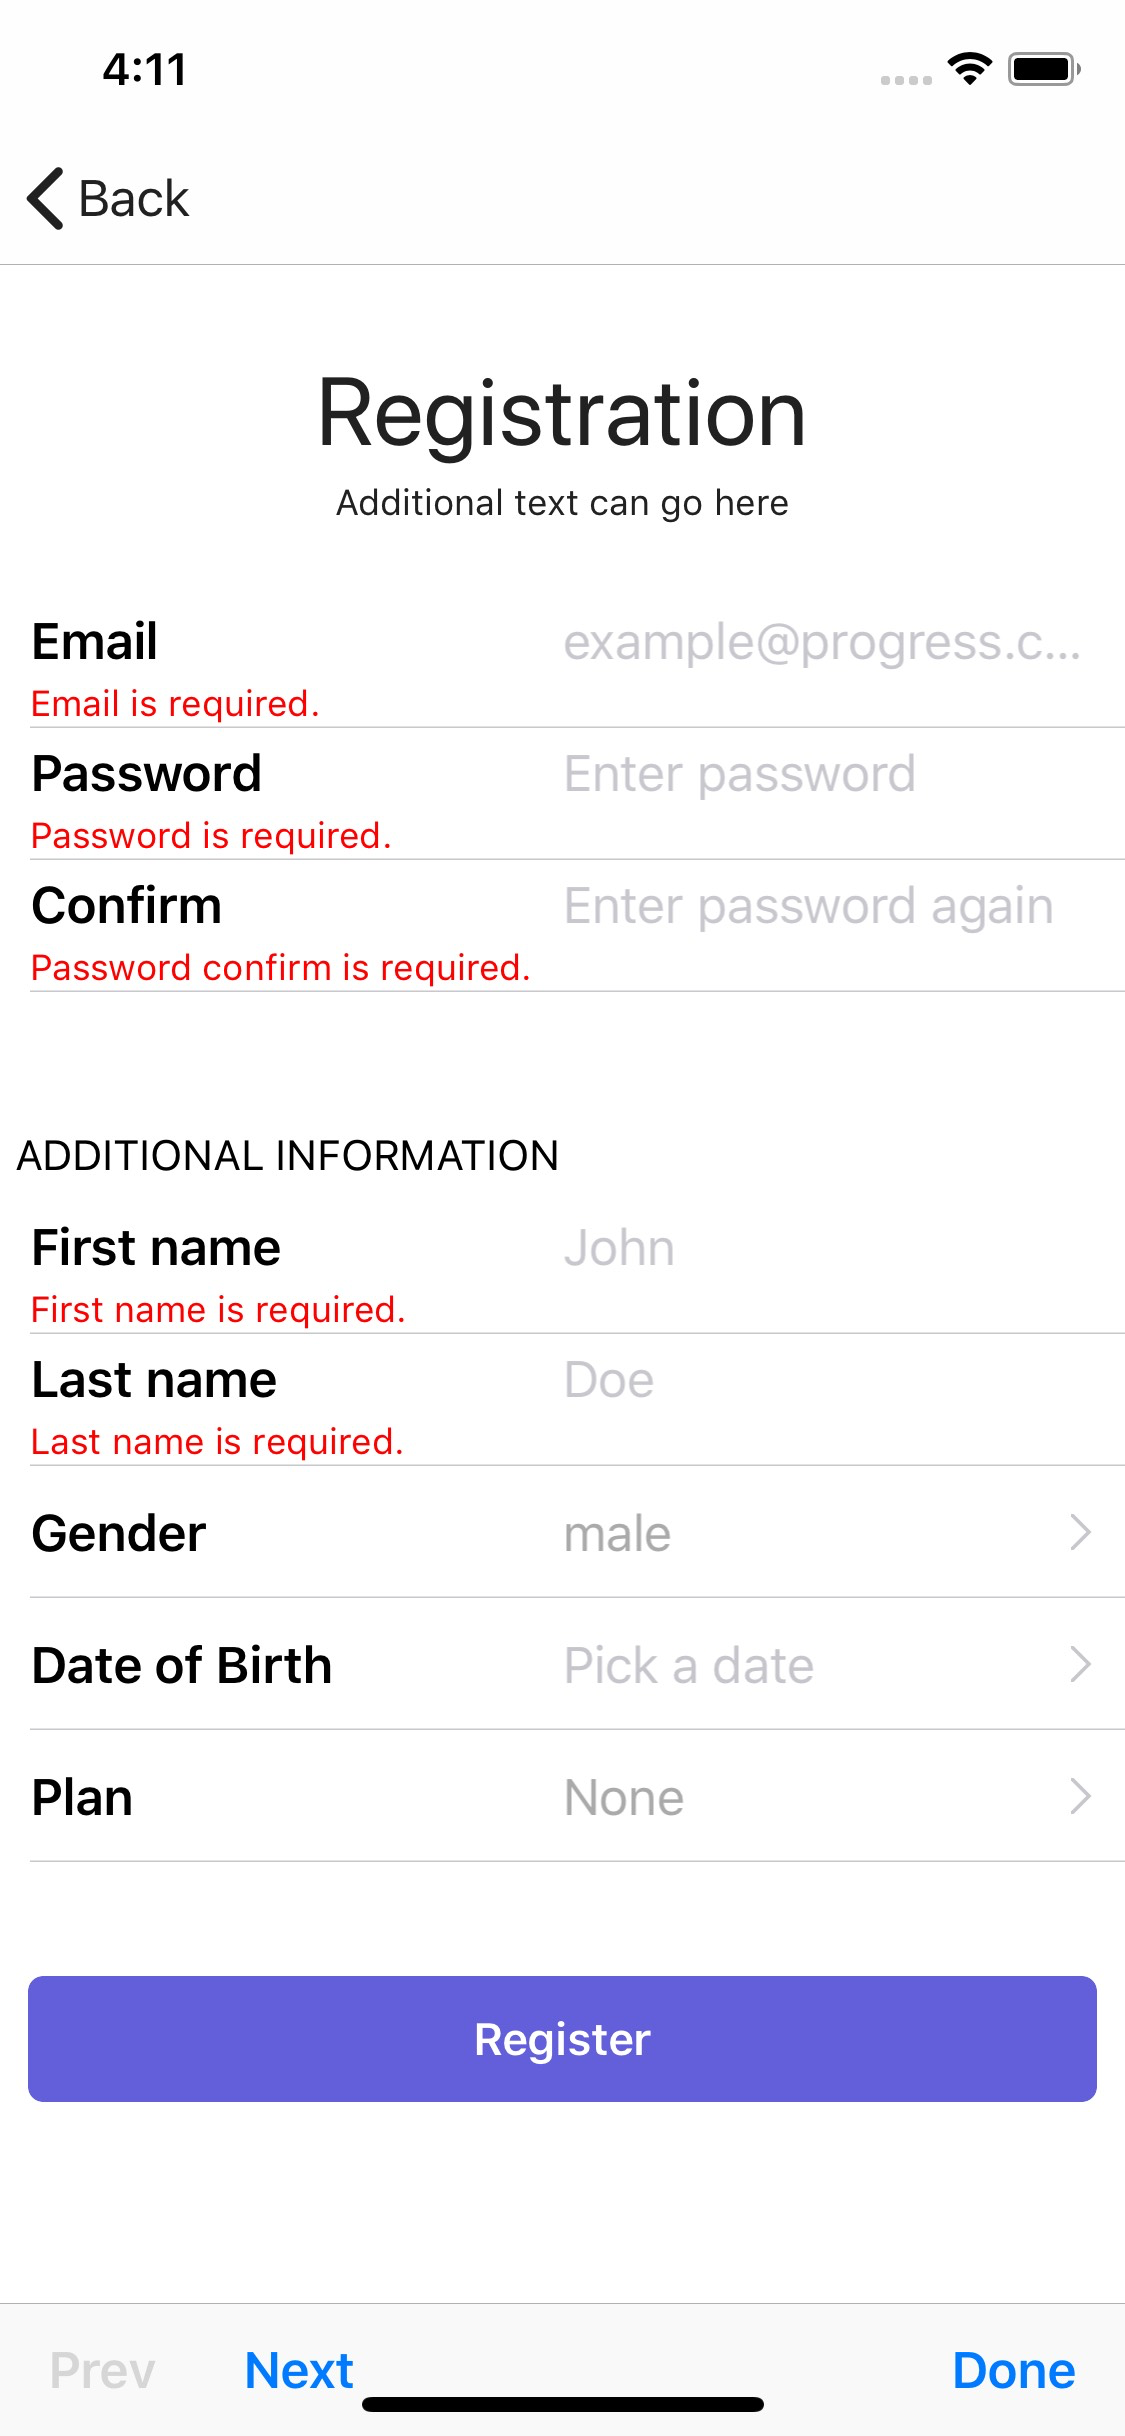 4:11
Back
Registration
Additional text can go here
Email example@progress.c...
Email is required.
Password Enter password
Password is required.
Confirm Enter password again
Password confirm is required.
ADDITIONAL INFORMATION
First name John
First name is required.
Last name Doe
Last name is required.
Gender male
Date of Birth Pick a date
Plan None
Register
Prev Next Done